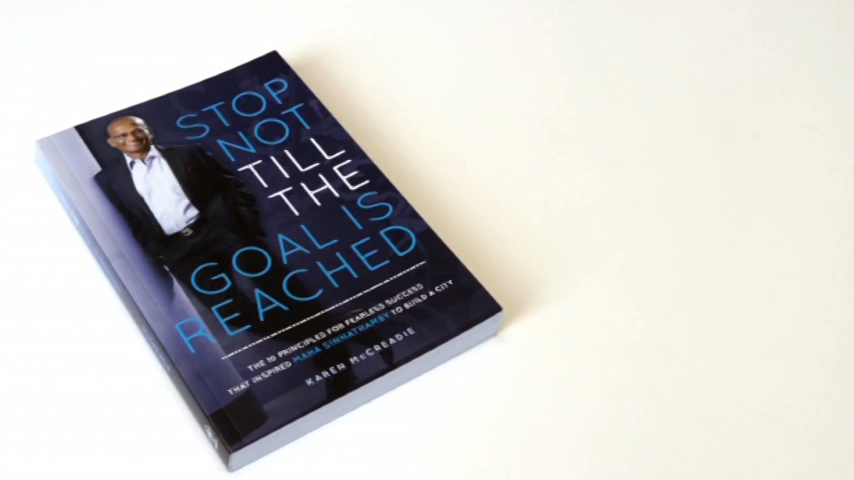 STOP
NOT
TILL
THE
GOAL IS
REACHED
THE 10 PRINCIPLES FOR FEARLESS SUCCESS
THAT INSPIRED MAHA SINNATHAMBY TO BUILD A CITY
KAREN McCREADIE